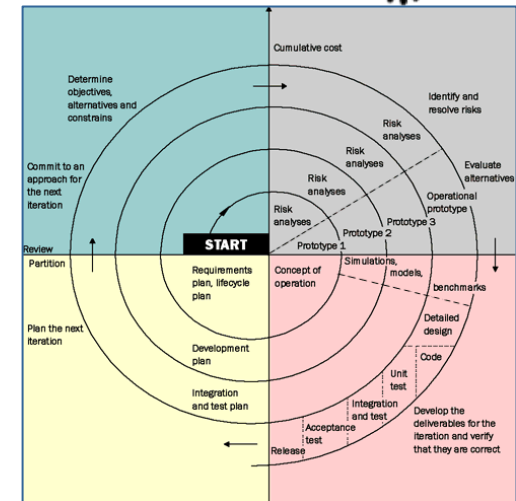 Cumulative cost
Determine
objectives,
alternatives and
constrains
Identify and
resolve risks
Risk
analyses
Risk
analyses
Risk
analyses
Risk
analyses
Evaluate
alternatives
Commit to an
approach for
the next
iteration
Operational
prototype
Prototype 3
Prototype 2
Prototype 1
START
Review
Partition
Requirements
plan, lifecycle
plan
Concept of
operation
Simulations,
models,
benchmarks
Plan the next
iteration
Development
plan
Integration
and test plan
Detailed
design
Code
Unit
test
Integration
and test
Acceptance
test
Release
Develop the
deliverables for the
iteration and verify
that they are correct